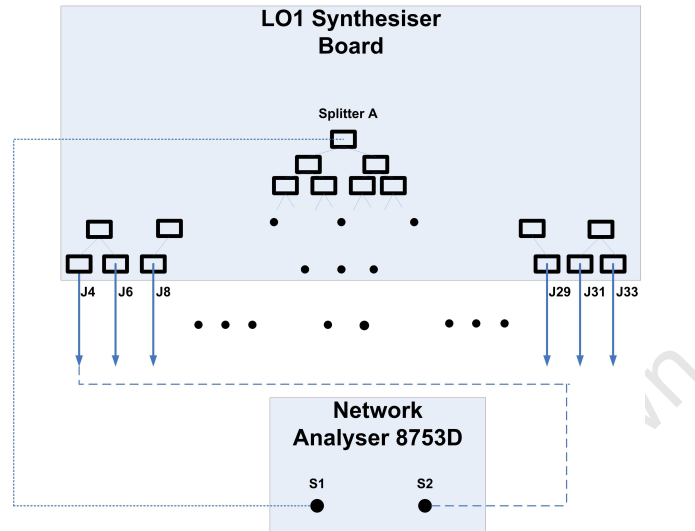 LO1 Synthesiser
Board
Splitter A
J4
J6
J8
J29
J31
J33
Network
Analyser 8753D
S1
S2